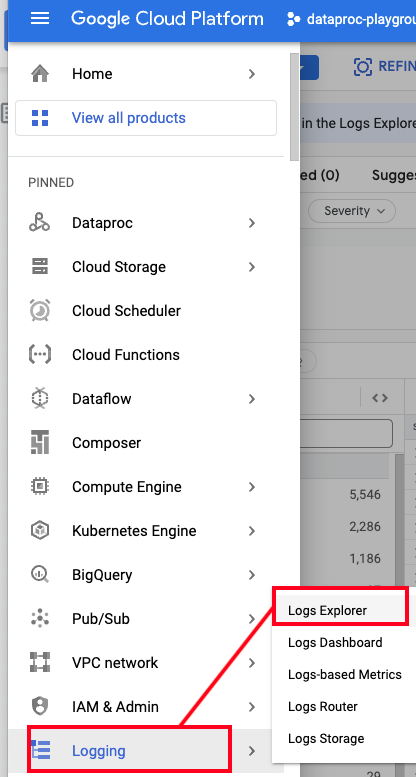 Google Cloud Platform
dataproc-playgrou
Home
REFIN
View all products
in the Logs Explore
PINNED
ed (0)
Sugges
Dataproc
Severity
Cloud Storage
Cloud Scheduler
Cloud Functions
Dataflow
Composer
Compute Engine
5,546
Kubernetes Engine
2,286
1,186
BigQuery
Logs Explorer
Pub/Sub
Logs Dashboard
VPC network
Logs-based Metrics
IAM & Admin
Logs Router
Logs Storage
Logging